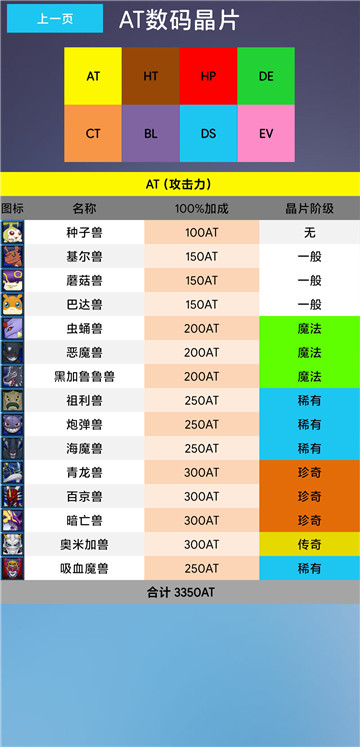 上一页 AT数码晶片
AT HT HP DE
CT BL DS EV
AT (攻击力)
图标 名称 100%加成 晶片阶级
种子兽 100AT 无
基尔兽 150AT 一般
蘑菇兽 150AT 一般
巴达兽 150AT 一般
虫蛹兽 200AT 魔法
恶魔兽 200AT 魔法
黑加鲁鲁兽 200AT 魔法
祖利兽 250AT 稀有
炮弹兽 250AT 稀有
海魔兽 250AT 稀有
青龙兽 300AT 珍奇
百京兽 300AT 珍奇
暗亡兽 300AT 珍奇
奥米加兽 300AT 传奇
吸血魔兽 250AT 稀有
合计 3350AT